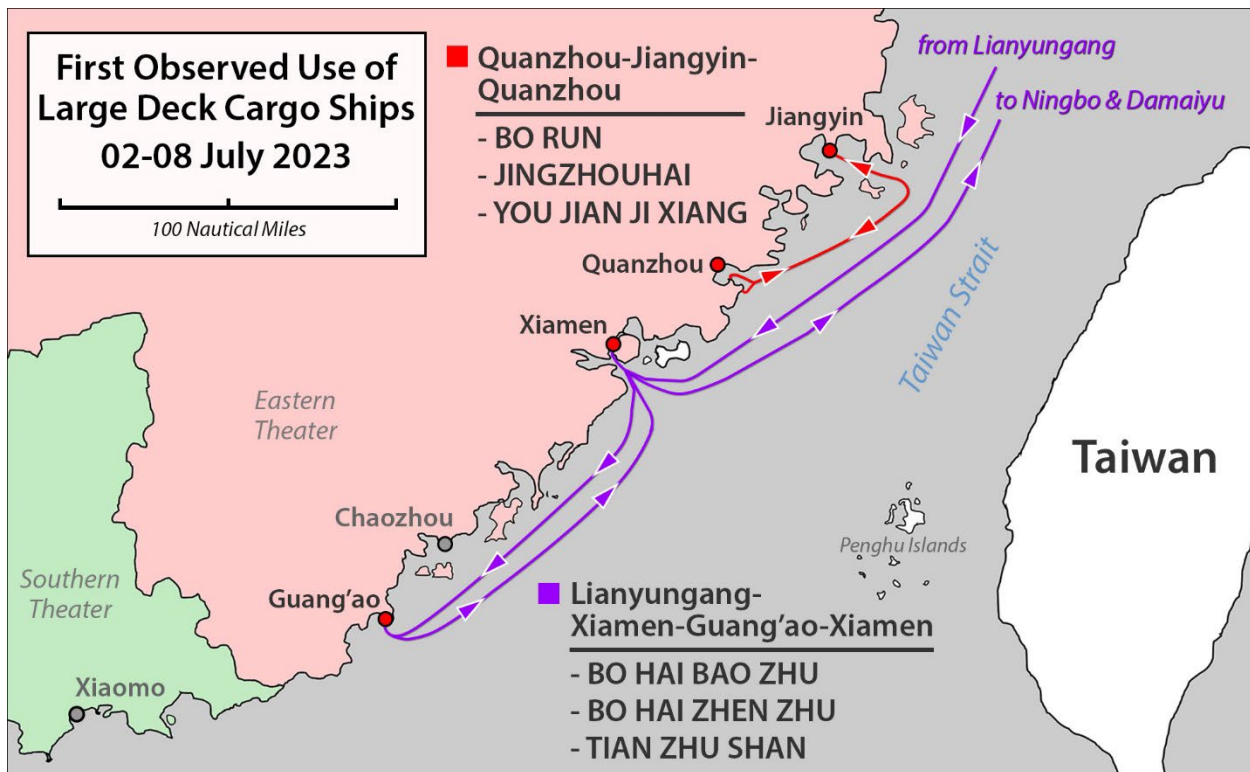 First Observed Use of
Large Deck Cargo Ships
02-08 July 2023
100 Nautical Miles
Quanzhou-Jiangyin-
Quanzhou
- BO RUN
- JINGZHOUHAI
- YOU JIAN JI XIANG
from Lianyungang
to Ningbo & Damaiyu
Jiangyin
Quanzhou
Xiamen
Taiwan Strait
Eastern
Theater
Taiwan
Chaozhou
Penghu Islands
Southern
Theater
Guang'ao
Xiaomo
Lianyungang-
Xiamen-Guang'ao-Xiamen
- BO HAI BAO ZHU
- BO HAI ZHEN ZHU
- TIAN ZHU SHAN